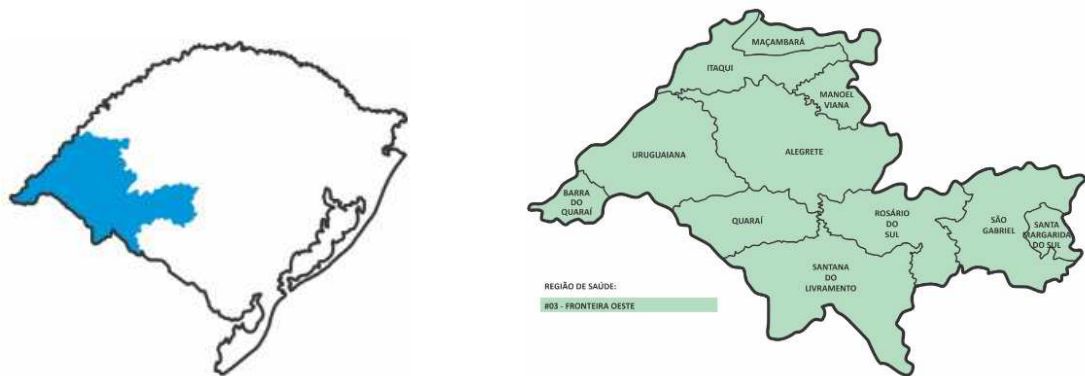 MAÇAMBARÁ
ITAQUI
MANOEL
VIANA
URUGUAIANA
ALEGRETE
BARRA
DO
QUARAÍ
QUARAÍ
ROSÁRIO
DO
SUL
SÃO
GABRIEL
SANTA
MARGARIDA
DO SUL
SANTANA
DO
LIVRAMENTO
REGIÃO DE SAÚDE:
#03 - FRONTEIRA OESTE